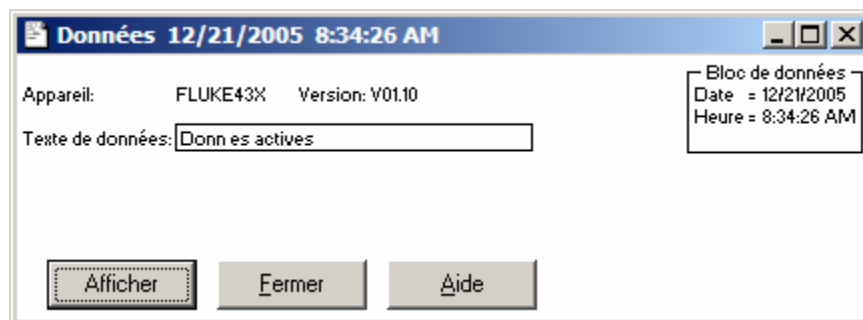 Données 12/21/2005 8:34:26 AM
Bloc de données
Appareil: FLUKE43X Version: V01.10
Date = 12/21/2005
Heure = 8:34:26 AM
Texte de données: Donn es actives
Afficher Fermer Aide